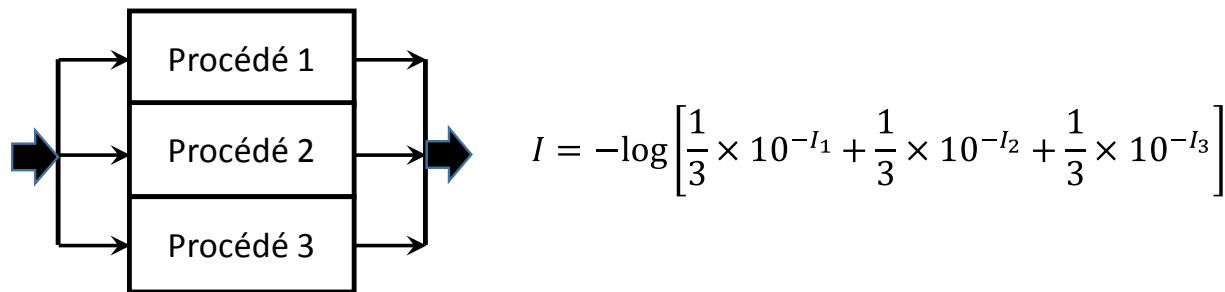 Procédé 1
Procédé 2
Procédé 3
I = −log[1/3 × 10^{−I₁} + 1/3 × 10^{−I₂} + 1/3 × 10^{−I₃}]